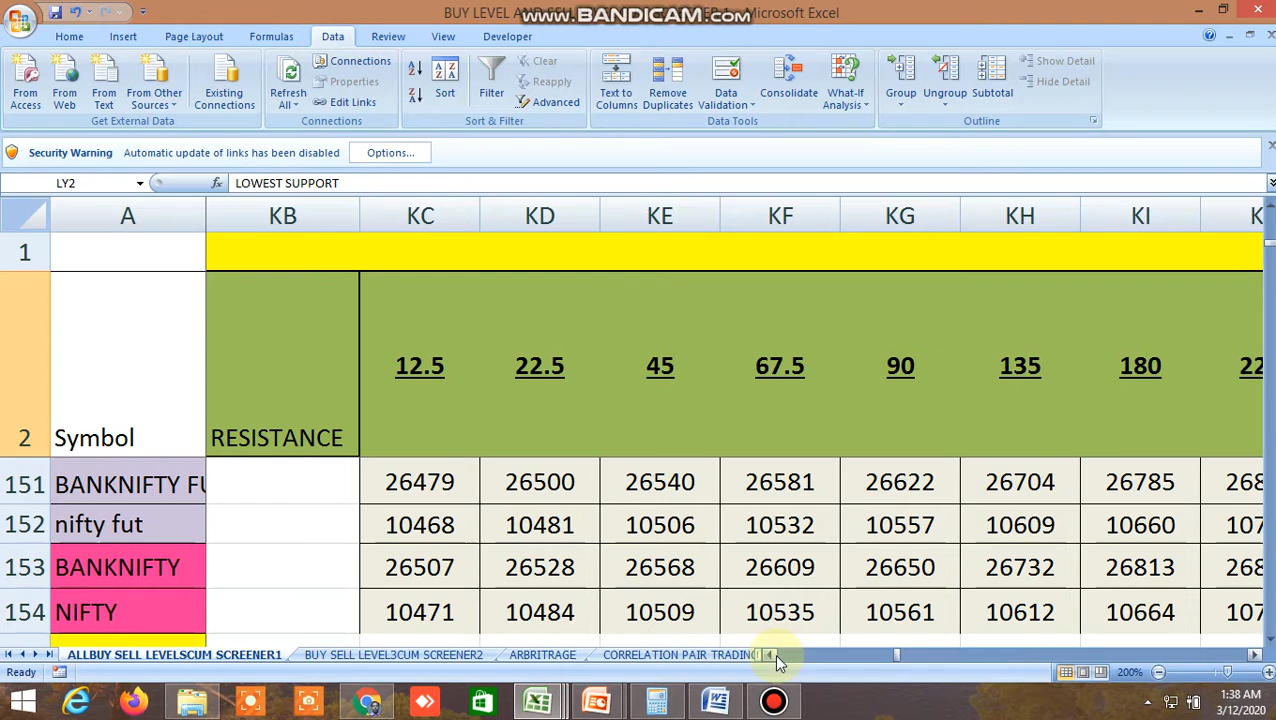 BUY LEVEL AND
www.BANDICAM.com
- Microsoft Excel
Home Insert Page Layout Formulas Data Review View Developer
From Access
From Web
From Text
From Other Sources
Existing Connections
Get External Data
Refresh All
Connections
Properties
Edit Links
Connections
Sort
Filter
Clear
Reapply
Advanced
Sort & Filter
Text to Columns
Remove Duplicates
Data Validation
Consolidate
What-If Analysis
Data Tools
Group
Ungroup
Subtotal
Show Detail
Hide Detail
Outline
Security Warning Automatic update of links has been disabled Options...
LY2 fx LOWEST SUPPORT
A KB KC KD KE KF KG KH KI
1
2 Symbol RESISTANCE 12.5 22.5 45 67.5 90 135 180
151 BANKNIFTY FU 26479 26500 26540 26581 26622 26704 26785
152 nifty fut 10468 10481 10506 10532 10557 10609 10660
153 BANKNIFTY 26507 26528 26568 26609 26650 26732 26813
154 NIFTY 10471 10484 10509 10535 10561 10612 10664
ALLBUY SELL LEVELSCUM SCREENER1 BUY SELL LEVEL3CUM SCREENER2 ARBRITRAGE CORRELATION PAIR TRADING
Ready 200%
1:38 AM
3/12/2020